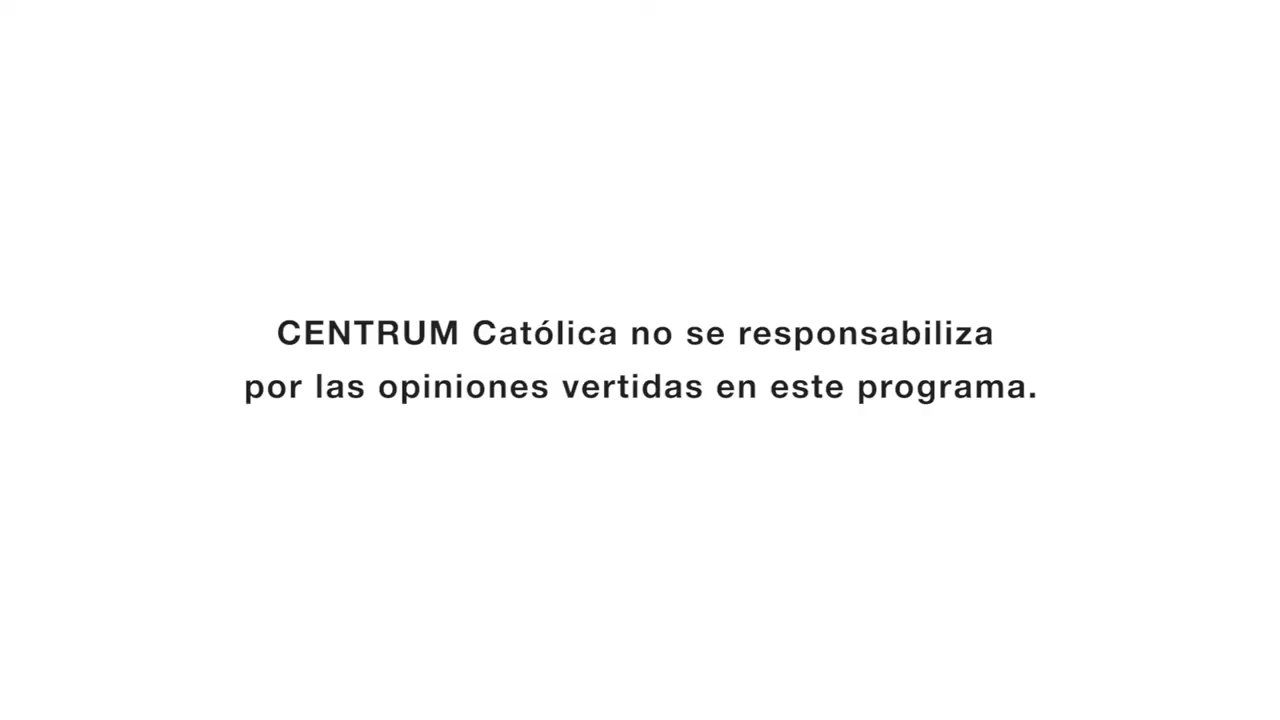 CENTRUM Católica no se responsabiliza
por las opiniones vertidas en este programa.